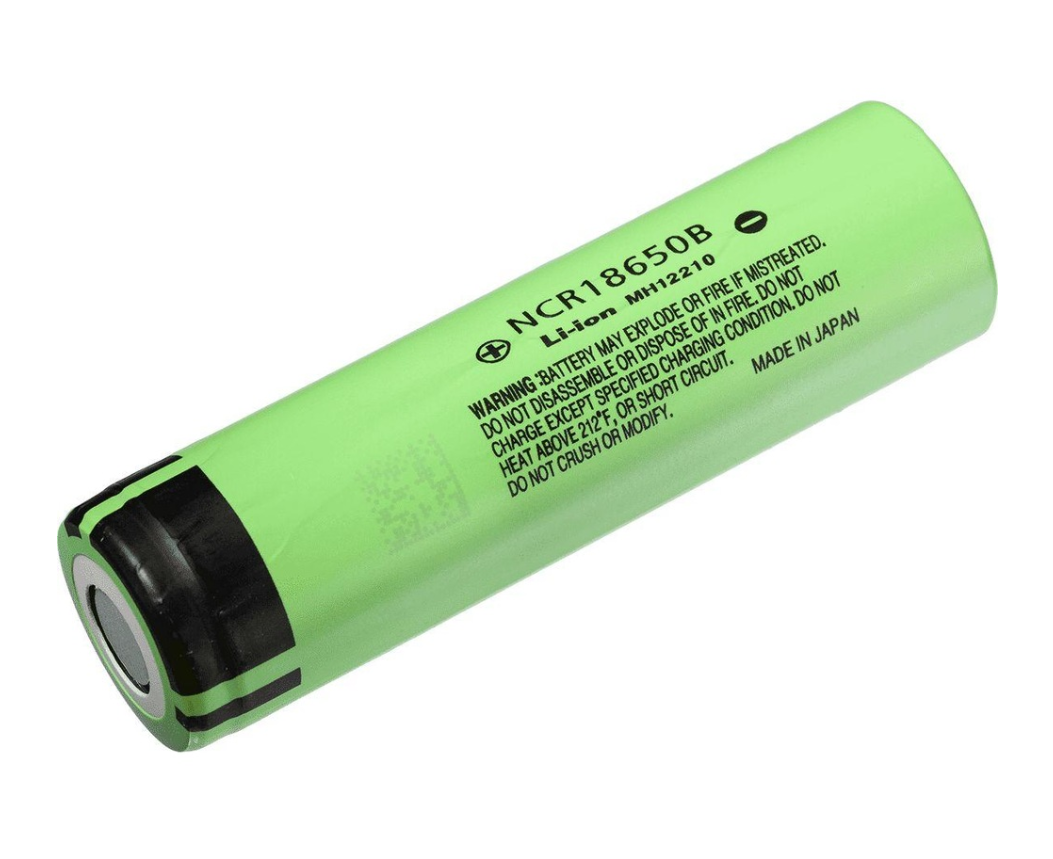 ⊕ NCR18650B ⊖
Li-ion MH12210
WARNING :BATTERY MAY EXPLODE OR FIRE IF MISTREATED.
DO NOT DISASSEMBLE OR DISPOSE OF IN FIRE. DO NOT
CHARGE EXCEPT SPECIFIED CHARGING CONDITION. DO NOT
HEAT ABOVE 212°F, OR SHORT CIRCUIT.
DO NOT CRUSH OR MODIFY.
MADE IN JAPAN